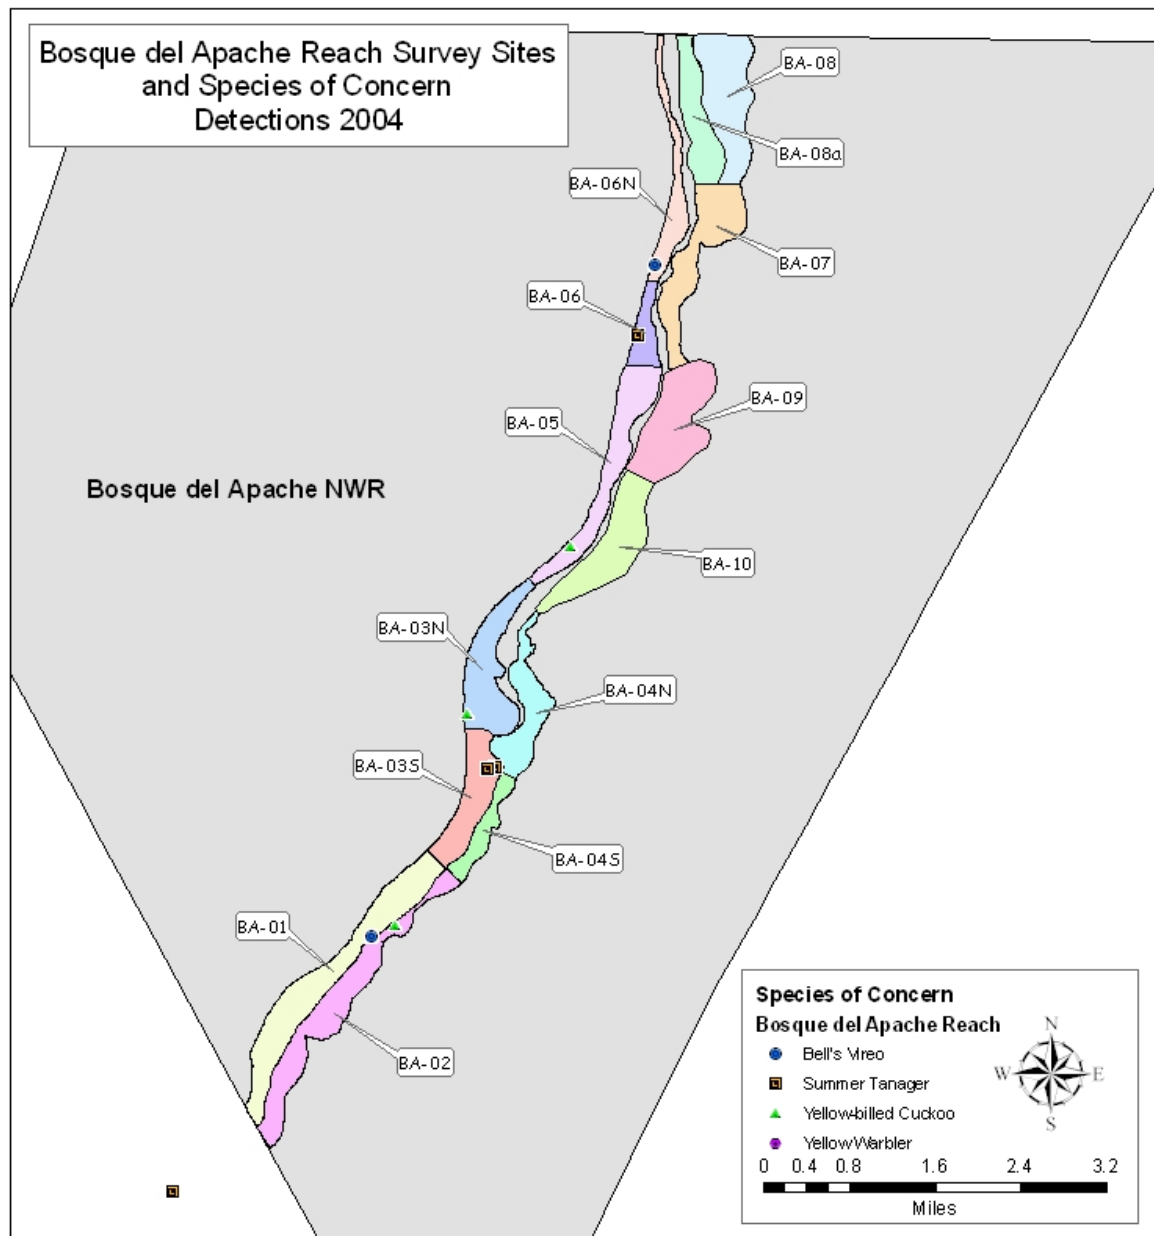 Bosque del Apache Reach Survey Sites
and Species of Concern
Detections 2004
BA-08
BA-08a
BA-06N
BA-07
BA-06
BA-09
BA-05
Bosque del Apache NWR
BA-10
BA-03N
BA-04N
BA-03S
BA-04S
BA-01
BA-02
Species of Concern
Bosque del Apache Reach
Bell's Vireo
Summer Tanager
Yellow-billed Cuckoo
Yellow Warbler
N
W E
S
0 0.4 0.8 1.6 2.4 3.2
Miles